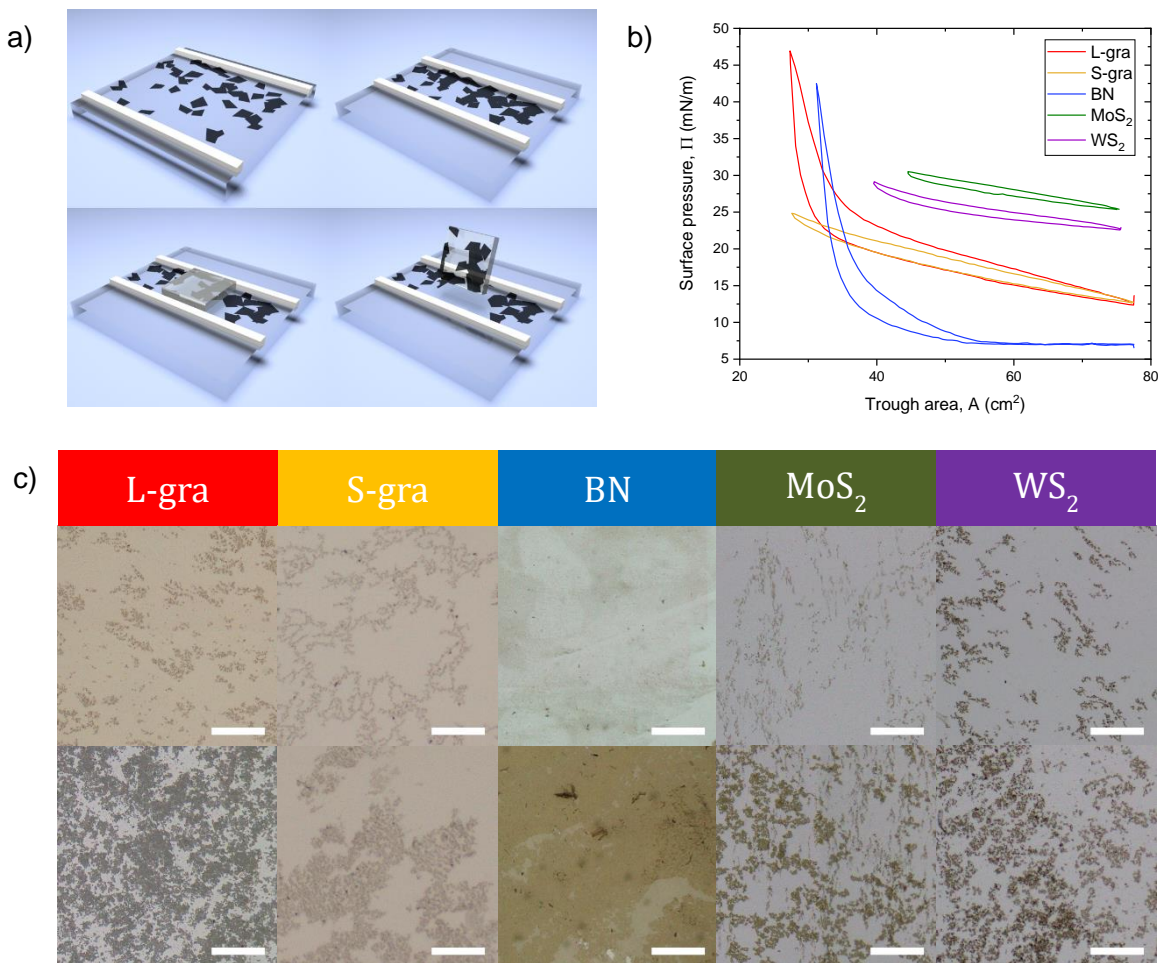 a)
b)
50
45
40
35
30
25
20
15
10
5
Surface pressure, Π (mN/m)
L-gra
S-gra
BN
MoS₂
WS₂
20 40 60 80
Trough area, A (cm²)
c)
L-gra S-gra BN MoS₂ WS₂